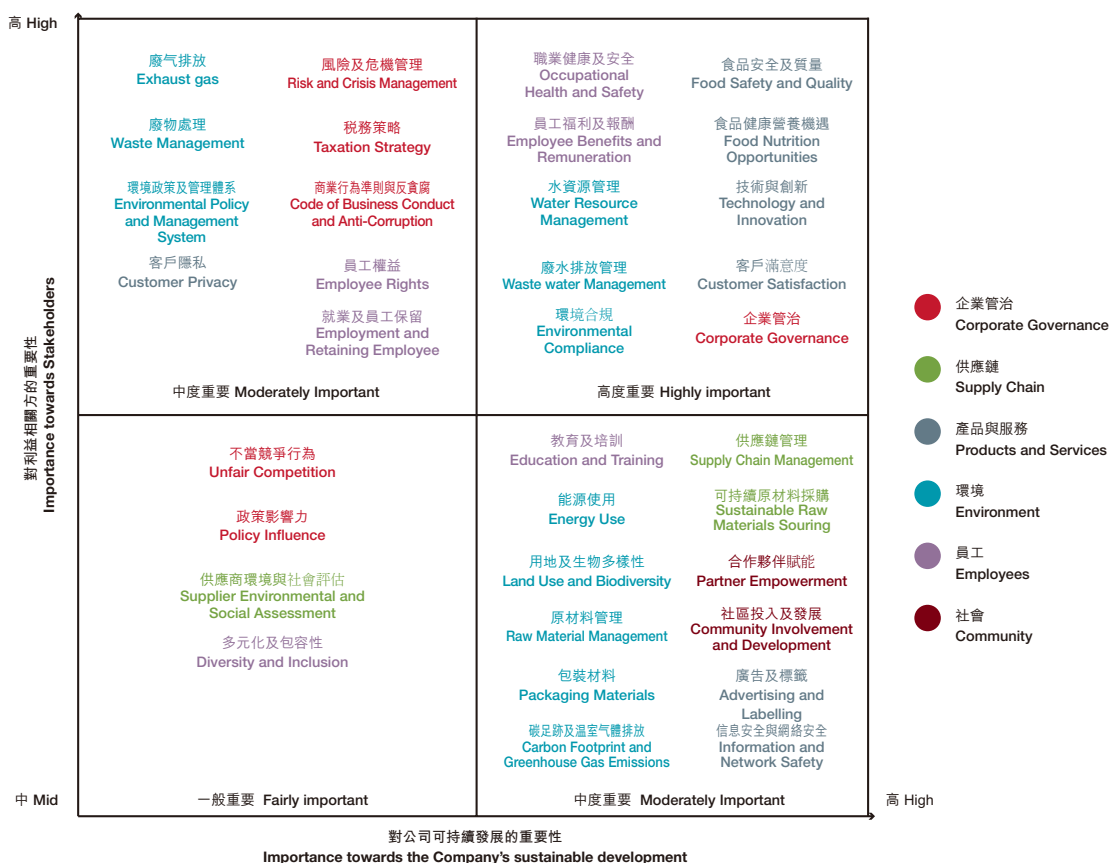 高 High
廢气排放
Exhaust gas
風險及危機管理
Risk and Crisis Management
廢物處理
Waste Management
稅務策略
Taxation Strategy
環境政策及管理體系
Environmental Policy
and Management
System
商業行為準則與反貪腐
Code of Business Conduct
and Anti-Corruption
客戶隱私
Customer Privacy
員工權益
Employee Rights
就業及員工保留
Employment and
Retaining Employee
中度重要 Moderately Important
職業健康及安全
Occupational
Health and Safety
食品安全及質量
Food Safety and Quality
員工福利及報酬
Employee Benefits and
Remuneration
食品健康營養機遇
Food Nutrition
Opportunities
水資源管理
Water Resource
Management
技術與創新
Technology and
Innovation
廢水排放管理
Waste water Management
客戶滿意度
Customer Satisfaction
環境合規
Environmental
Compliance
企業管治
Corporate Governance
高度重要 Highly important
對利益相關方的重要性
Importance towards Stakeholders
不當競爭行為
Unfair Competition
政策影響力
Policy Influence
供應商環境與社會評估
Supplier Environmental and
Social Assessment
多元化及包容性
Diversity and Inclusion
一般重要 Fairly important
教育及培訓
Education and Training
供應鏈管理
Supply Chain Management
能源使用
Energy Use
可持續原材料採購
Sustainable Raw
Materials Souring
用地及生物多樣性
Land Use and Biodiversity
合作夥伴賦能
Partner Empowerment
原材料管理
Raw Material Management
社區投入及發展
Community Involvement
and Development
包裝材料
Packaging Materials
廣告及標籤
Advertising and
Labelling
碳足跡及溫室气體排放
Carbon Footprint and
Greenhouse Gas Emissions
信息安全與網絡安全
Information and
Network Safety
中度重要 Moderately Important
中 Mid
高 High
對公司可持續發展的重要性
Importance towards the Company's sustainable development
企業管治
Corporate Governance
供應鏈
Supply Chain
產品與服務
Products and Services
環境
Environment
員工
Employees
社會
Community